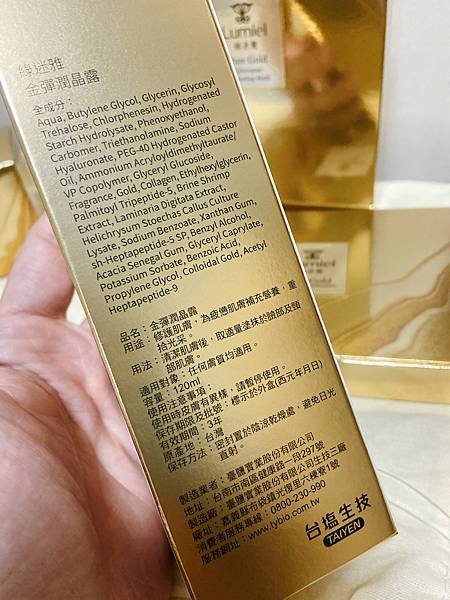 綠迷雅
金彈潤晶露
全成分：
Aqua, Butylene Glycol, Glycerin, Glycosyl
Trehalose, Chlorphenesin, Hydrogenated
Starch Hydrolysate, Phenoxyethanol,
Carbomer, Triethanolamine, Sodium
Hyaluronate, PEG-40 Hydrogenated Castor
Oil, Ammonium Acryloyldimethyltaurate/
VP Copolymer, Glyceryl Glucoside,
Fragrance, Gold, Collagen, Ethylhexylglycerin,
Palmitoyl Tripeptide-5, Brine Shrimp
Extract, Laminaria Digitata Extract,
Helichrysum Stoechas Callus Culture
Lysate, Sodium Benzoate, Xanthan Gum,
sh-Heptapeptide-5 SP, Benzyl Alcohol,
Acacia Senegal Gum, Glyceryl Caprylate,
Potassium Sorbate, Benzoic Acid,
Propylene Glycol, Colloidal Gold, Acetyl
Heptapeptide-9
品名：金彈潤晶露
用途：修護肌膚，為疲憊肌膚補充營養，重
拾光采。
用法：清潔肌膚後，取適量塗抹於臉部及頸
部肌膚。
適用對象：任何膚質均適用。
容量：120ml
使用注意事項：
使用時皮膚有異樣，請暫停使用。
保存期限及批號：標示於外盒(西元年月日)
有效期間：3年
原產地：台灣
保存方法：密封置於陰涼乾燥處，避免日光
直射。
製造業者：臺鹽實業股份有限公司
地址：台南市南區健康路一段297號
製造廠：臺鹽實業股份有限公司生技三廠
廠址：嘉義縣布袋鎮光復里六棟寮1號
消費者服務專線：0800-230-990
服務網址：www.tybio.com.tw
台塩生技
TAIYEN
Lumiel